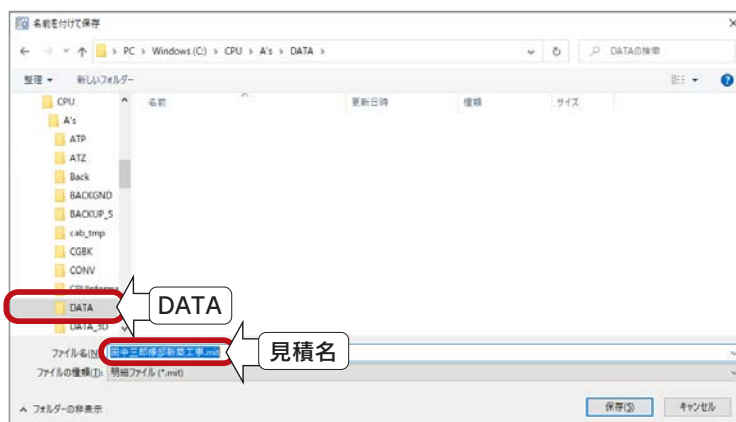 名前を付けて保存
PC › Windows (C:) › CPU › A's › DATA ›
DATAの検索
整理 新しいフォルダー
CPU
A's
ATP
ATZ
Back
BACKGND
BACKUP_S
cab_tmp
CGBK
CONV
DATA
DATA_3D
名前 更新日時 種類 サイズ
DATA
見積名
ファイル名(N): 田中三郎様邸新築工事.mit
ファイルの種類(T): 明細ファイル (*.mit)
フォルダーの非表示 保存(S) キャンセル